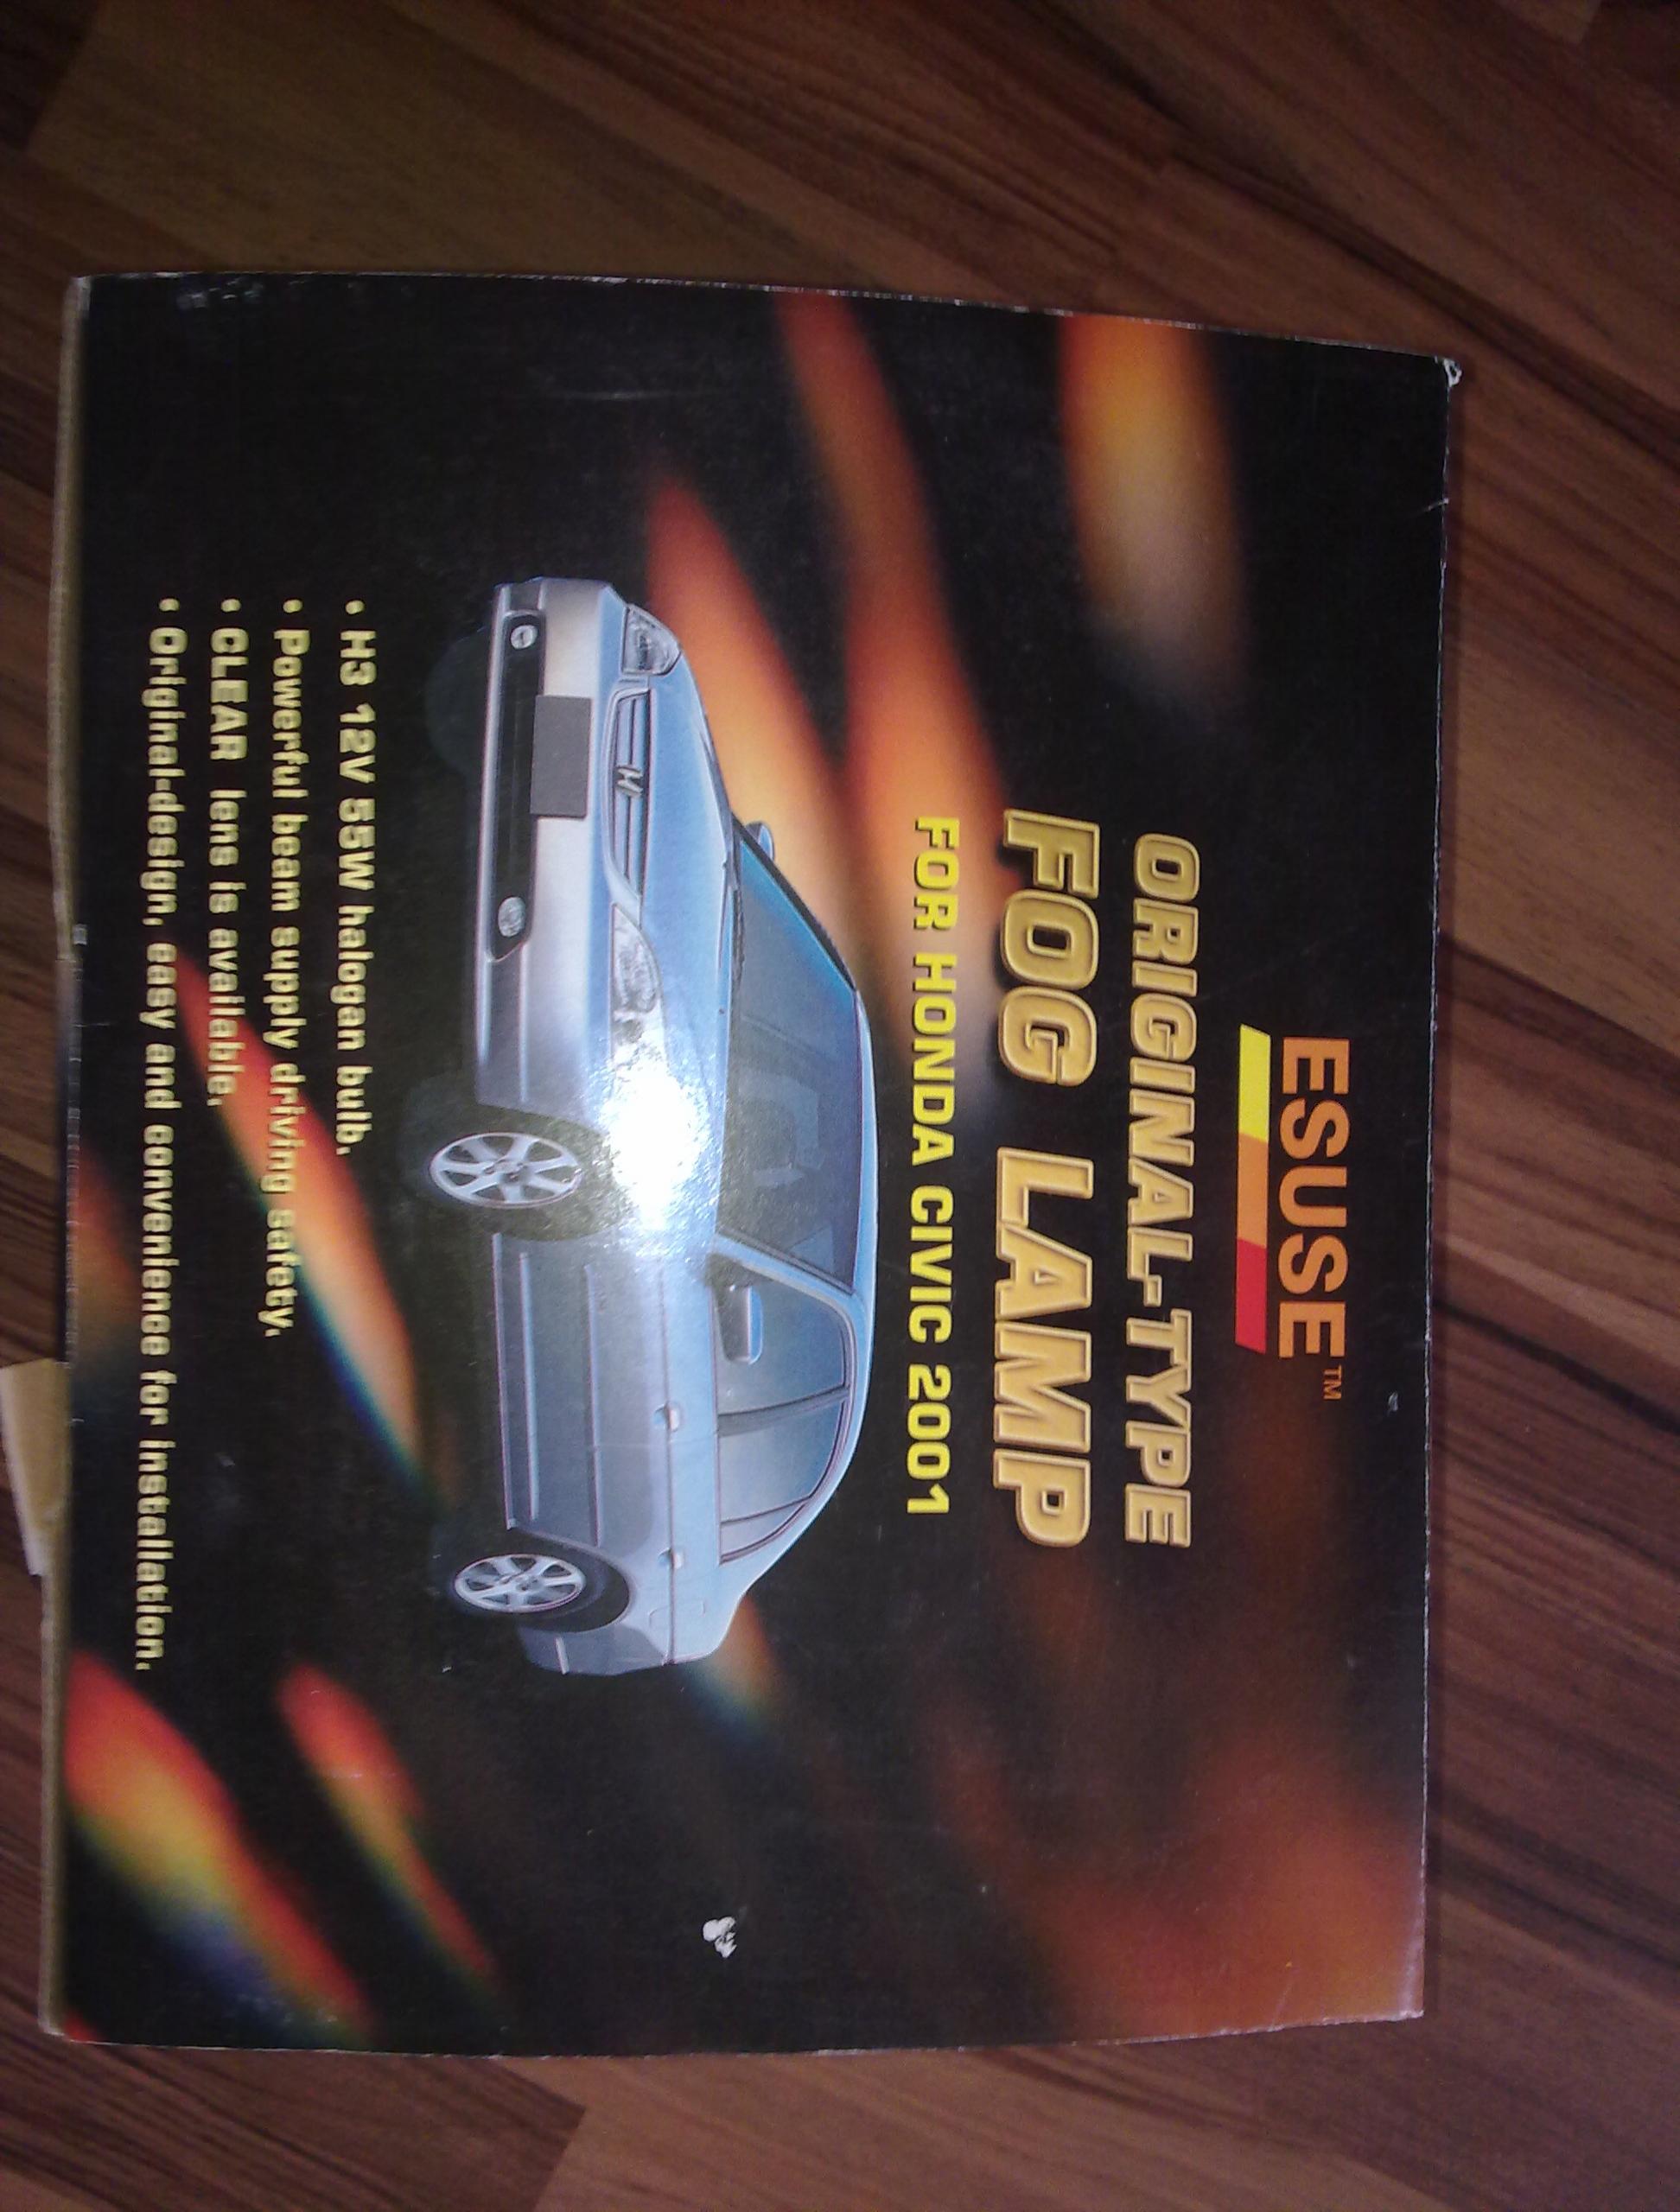 ESUSE™
ORIGINAL-TYPE
FOG LAMP
FOR HONDA CIVIC 2001
• H3 12V 55W halogan bulb.
• Powerful beam supply driving safety.
• CLEAR lens is available.
• Original-design, easy and convenience for installation.